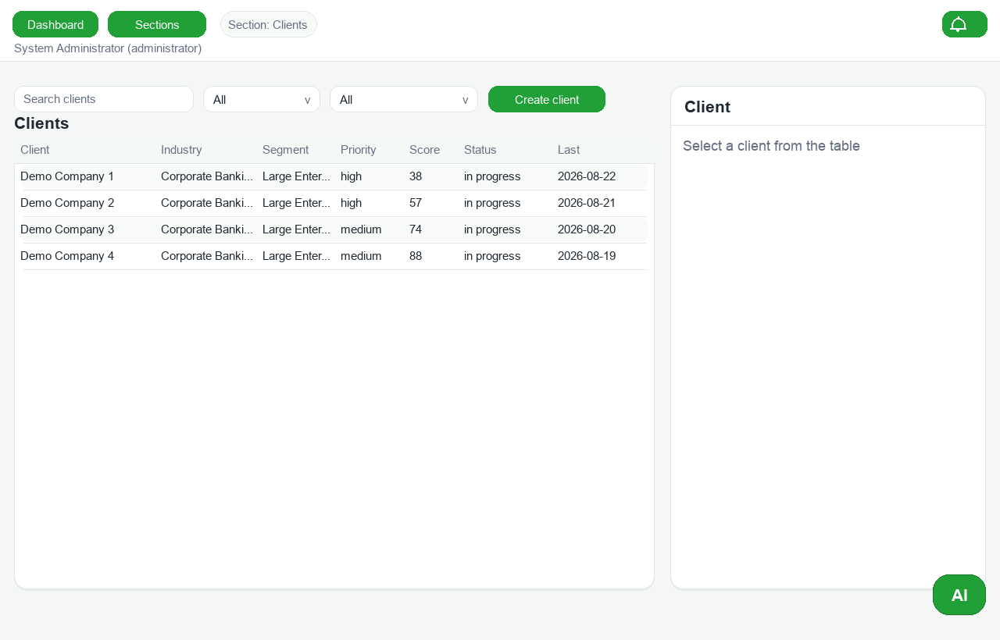 Dashboard Sections Section: Clients
System Administrator (administrator)
Search clients All v All v Create client
Clients
Client Industry Segment Priority Score Status Last
Demo Company 1 Corporate Banki... Large Enter... high 38 in progress 2026-08-22
Demo Company 2 Corporate Banki... Large Enter... high 57 in progress 2026-08-21
Demo Company 3 Corporate Banki... Large Enter... medium 74 in progress 2026-08-20
Demo Company 4 Corporate Banki... Large Enter... medium 88 in progress 2026-08-19
Client
Select a client from the table
AI